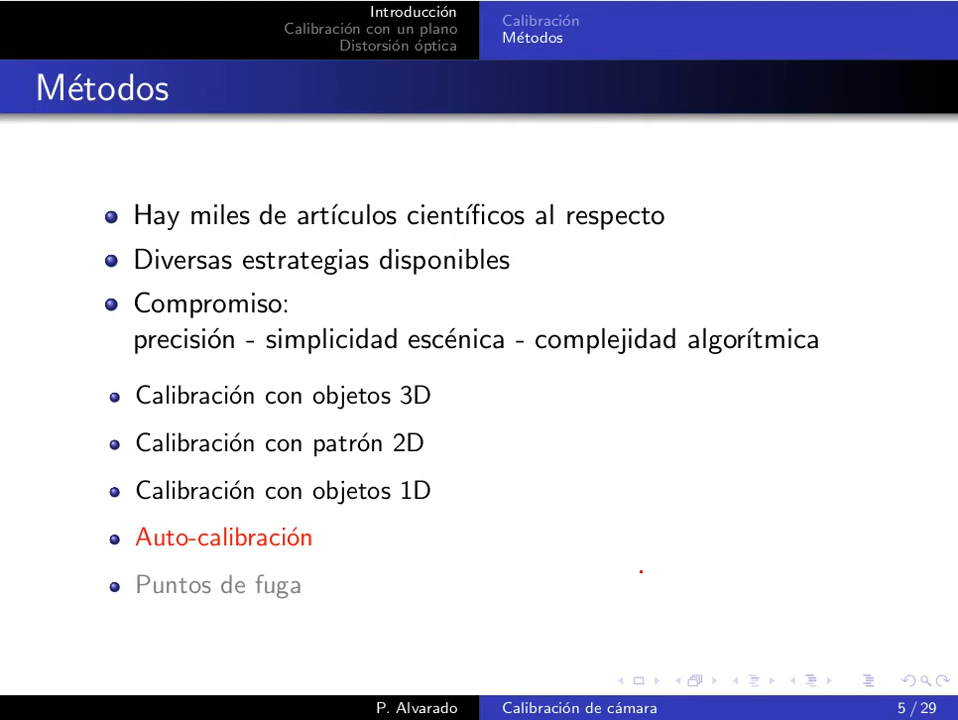 Introducción
Calibración con un plano
Distorsión óptica
Calibración
Métodos
Métodos
Hay miles de artículos científicos al respecto
Diversas estrategias disponibles
Compromiso:
precisión - simplicidad escénica - complejidad algorítmica
Calibración con objetos 3D
Calibración con patrón 2D
Calibración con objetos 1D
Auto-calibración
Puntos de fuga
P. Alvarado
Calibración de cámara
5 / 29